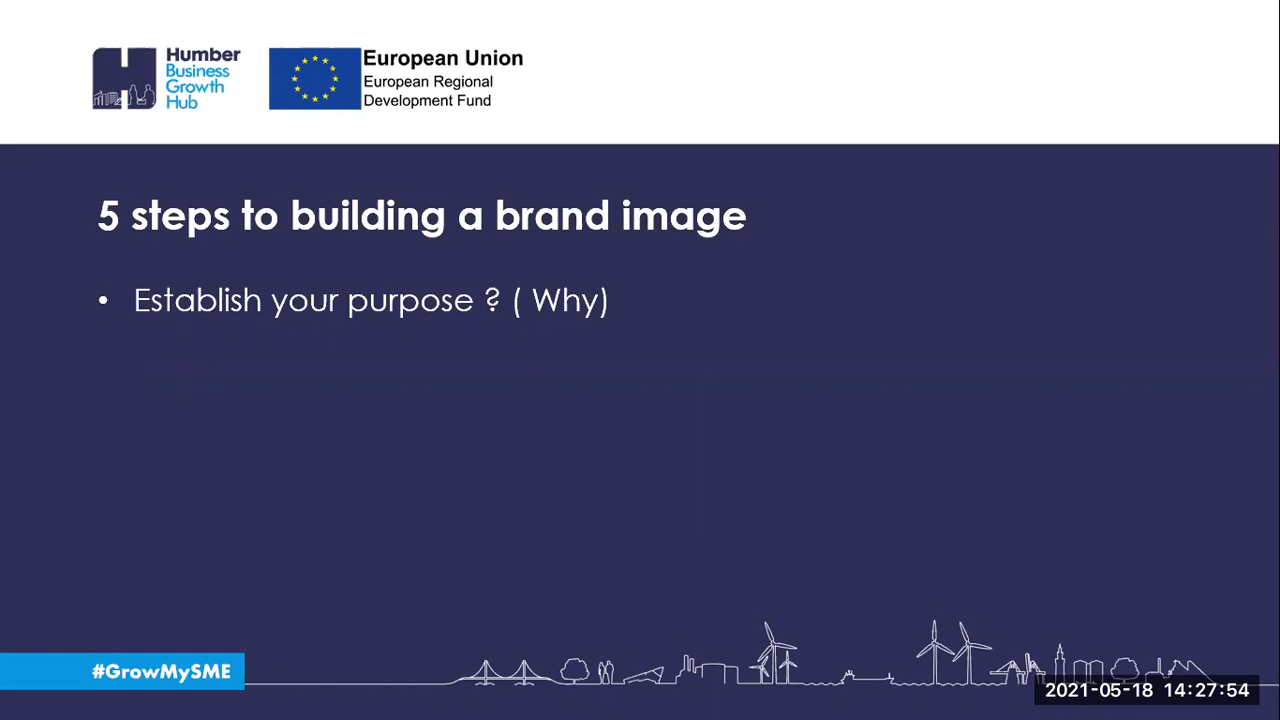 Humber
Business
Growth
Hub
European Union
European Regional
Development Fund
5 steps to building a brand image
• Establish your purpose ? ( Why)
#GrowMySME
2021-05-18 14:27:54